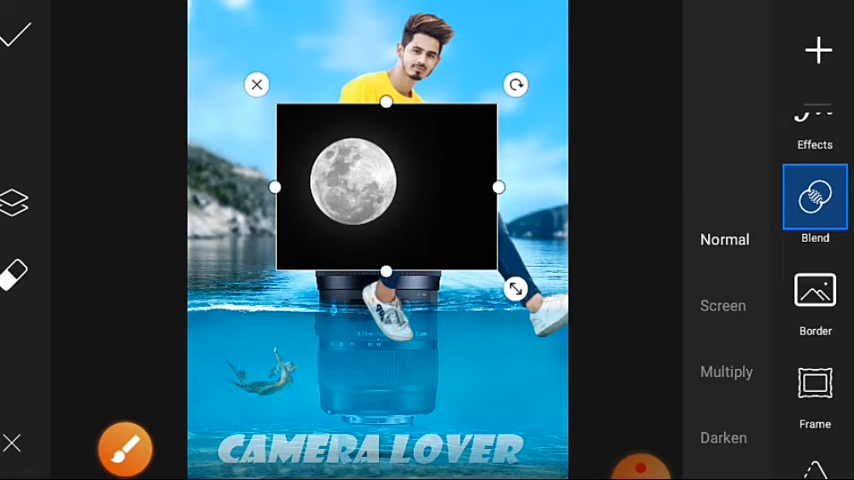 Effects
Blend
Normal
Screen
Border
Multiply
Frame
Darken
CAMERA LOVER